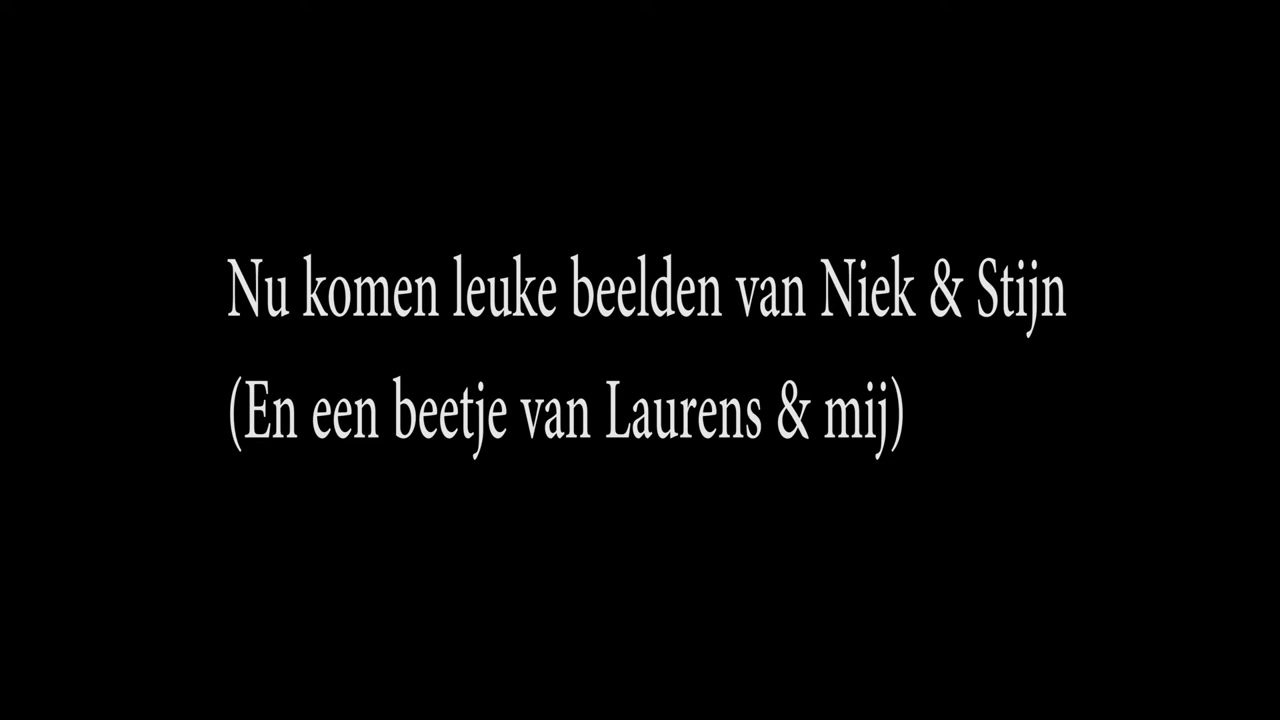 Nu komen leuke beelden van Niek & Stijn
(En een beetje van Laurens & mij)